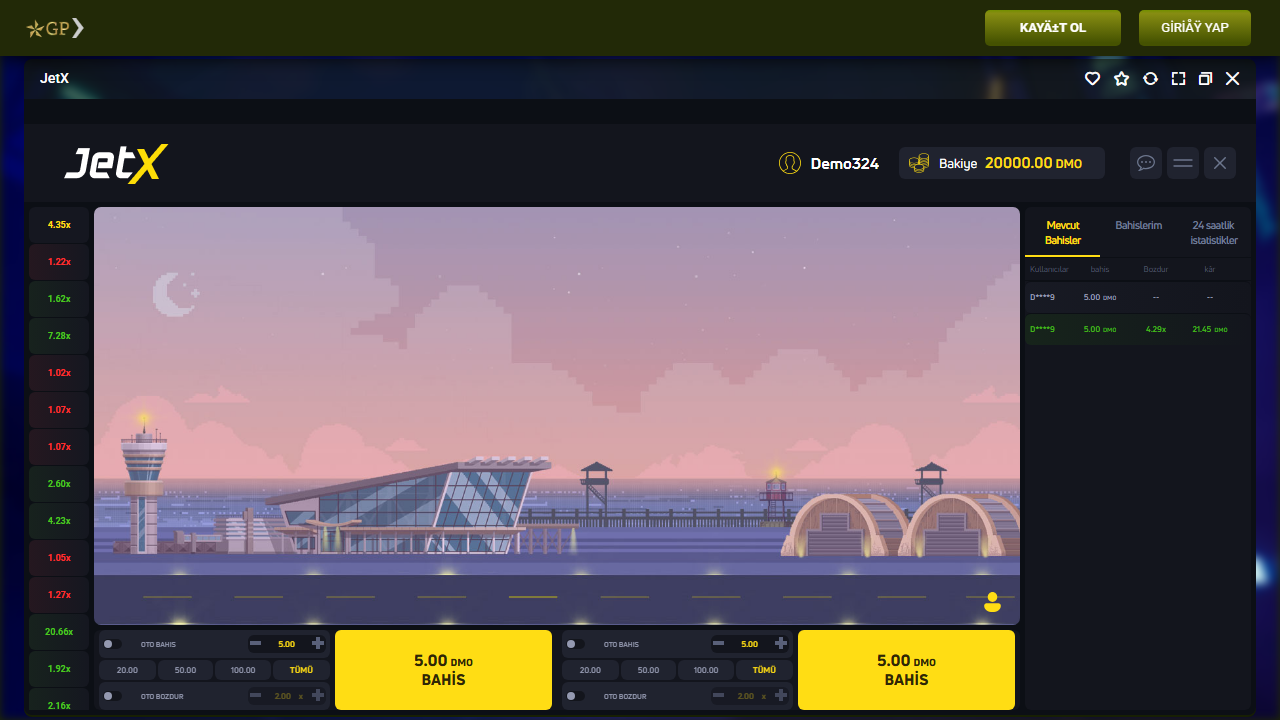 GP
KAYÄ±T OL
GİRİÅŸ YAP
JetX
JetX
Demo324
Bakiye 20000.00 DMO
4.35x
1.22x
1.62x
7.28x
1.02x
1.07x
1.07x
2.60x
4.23x
1.05x
1.27x
20.66x
1.92x
2.16x
Mevcut Bahisler
Bahislerim
24 saatlik istatistikler
Kullanıcılar bahis Bozdur kâr
D****9 5.00 DMO -- --
D****9 5.00 DMO 4.29x 21.45 DMO
OTO BAHIS 5.00
20.00 50.00 100.00 TÜMÜ
OTO BOZDUR 2.00 x
5.00 DMO
BAHİS
OTO BAHIS 5.00
20.00 50.00 100.00 TÜMÜ
OTO BOZDUR 2.00 x
5.00 DMO
BAHİS